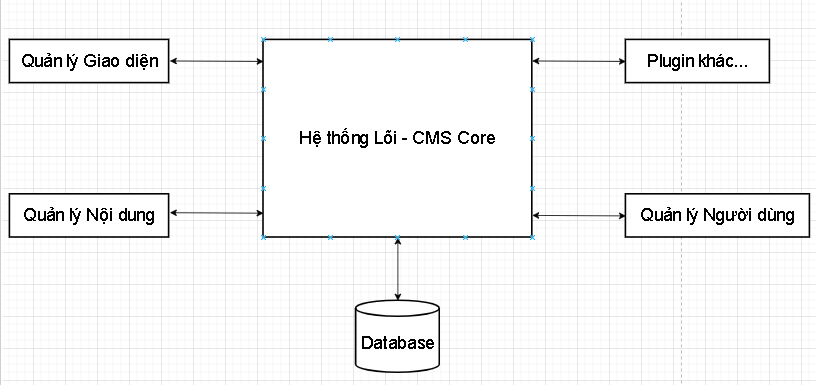 Quản lý Giao diện
Plugin khác...
Hệ thống Lõi - CMS Core
Quản lý Nội dung
Quản lý Người dùng
Database